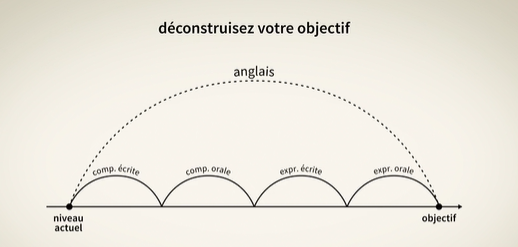 déconstruisez votre objectif
anglais
comp. écrite
comp. orale
expr. écrite
expr. orale
niveau
actuel
objectif